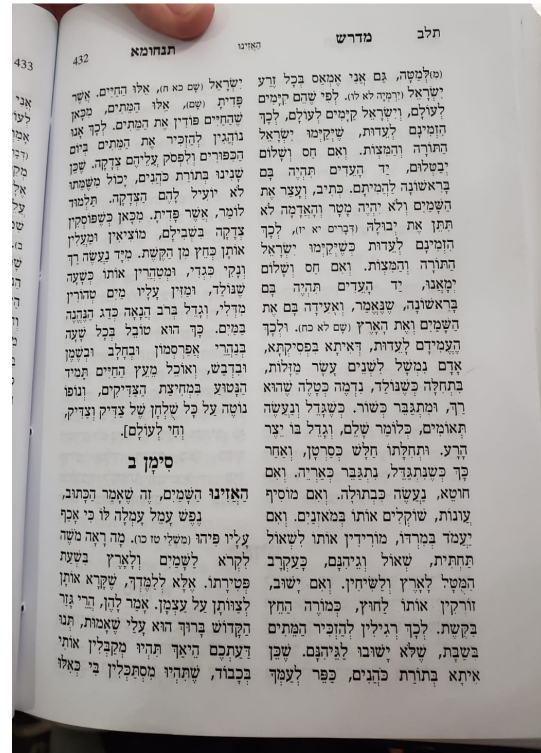 תלב
מדרש
האזינו
תנחומא
432
(מ)לְמַטָּה, גַּם אֲנִי אֶמְאַס בְּכָל זֶרַע
יִשְׂרָאֵל (ירמיה לא לו). לְפִי שֶׁהֵם קַיָּמִים
לְעוֹלָם, וְיִשְׂרָאֵל קַיָּמִים לְעוֹלָם, לְכָךְ
הִזְמִינָם לְעֵדוּת, שֶׁיְּקַיְּמוּ יִשְׂרָאֵל
הַתּוֹרָה וְהַמִּצְוֹת. וְאִם חַס וְשָׁלוֹם
יְבַטְּלוּם, יַד הָעֵדִים תִּהְיֶה בָּם
בָּרִאשׁוֹנָה לַהֲמִיתָם. כְּתִיב, וְעָצַר אֶת
הַשָּׁמַיִם וְלֹא יִהְיֶה מָטָר וְהָאֲדָמָה לֹא
תִתֵּן אֶת יְבוּלָהּ (דברים יא יז), לְכָךְ
הִזְמִינָם לְעֵדוּת כְּשֶׁיְּקַיְּמוּ יִשְׂרָאֵל
הַתּוֹרָה וְהַמִּצְוֹת. וְאִם חַס וְשָׁלוֹם
יְמָאֲנוּ, יַד הָעֵדִים תִּהְיֶה בָּם
בָּרִאשׁוֹנָה, שֶׁנֶּאֱמַר, וְאָעִידָה בָּם אֶת
הַשָּׁמַיִם וְאֶת הָאָרֶץ (שם לא כח). וּלְכָךְ
הֶעֱמִידָם לְעֵדוּת, דְּאִיתָא בִּפְסִיקְתָּא,
אָדָם נִמְשָׁל לִשְׁנֵים עָשָׂר מַזָּלוֹת,
בִּתְחִלָּה כְּשֶׁנּוֹלָד, נִדְמֶה כְּטָלֶה שֶׁהוּא
רַךְ, וּמִתְגַּבֵּר כְּשׁוֹר. כְּשֶׁגָּדֵל וְנַעֲשֶׂה
תְּאוֹמִים, כְּלוֹמַר שָׁלֵם, וְגָדֵל בּוֹ יֵצֶר
הָרַע. וּתְחִלָּתוֹ חַלָּשׁ כְּסַרְטָן, וְאַחַר
כָּךְ כְּשֶׁנִּתְגַּדֵּל, נִתְגַּבֵּר כְּאַרְיֵה. וְאִם
חוֹטֵא, נַעֲשֶׂה כִּבְתוּלָה. וְאִם מוֹסִיף
עֲוֹנוֹת, שׁוֹקְלִים אוֹתוֹ בְּמֹאזְנַיִם. וְאִם
יַעֲמֹד בְּמִרְדּוֹ, מוֹרִידִין אוֹתוֹ לִשְׁאוֹל
תַּחְתִּית, שְׁאוֹל וְגֵיהִנָּם, כְּעַקְרָב
הַמֻּטָּל לָאָרֶץ וְלַשִּׁיחִין. וְאִם יָשׁוּב,
זוֹרְקִין אוֹתוֹ לַחוּץ, כְּמוֹרֶה הַחֵץ
בַּקֶּשֶׁת. לְכָךְ רְגִילִין לְהַזְכִּיר הַמֵּתִים
בְּשַׁבָּת, שֶׁלֹּא יָשׁוּבוּ לַגֵּיהִנָּם. שֶׁכֵּן
אִיתָא בְּתוֹרַת כֹּהֲנִים, כַּפֵּר לְעַמְּךָ
יִשְׂרָאֵל (שם כא ח), אֵלּוּ הַחַיִּים. אֲשֶׁר
פָּדִיתָ (שם), אֵלּוּ הַמֵּתִים, מִכָּאן
שֶׁהַחַיִּים פּוֹדִין אֶת הַמֵּתִים. לְכָךְ אָנוּ
נוֹהֲגִין לְהַזְכִּיר אֶת הַמֵּתִים בְּיוֹם
הַכִּפּוּרִים וְלִפְסֹק עֲלֵיהֶם צְדָקָה. שֶׁכֵּן
שָׁנִינוּ בְּתוֹרַת כֹּהֲנִים, יָכוֹל מִשֶּׁמֵּתוּ
לֹא יוֹעִיל לָהֶם הַצְּדָקָה. תַּלְמוּד
לוֹמַר, אֲשֶׁר פָּדִיתָ. מִכָּאן כְּשֶׁפּוֹסְקִין
צְדָקָה בִּשְׁבִילָם, מוֹצִיאִין וּמַעֲלִין
אוֹתָן כְּחֵץ מִן הַקֶּשֶׁת. מִיָּד נַעֲשֶׂה רַךְ
וְנָקִי כִּגְדִי, וּמְטַהֲרִין אוֹתוֹ כְּשָׁעָה
שֶׁנּוֹלָד, וּמַזִּין עָלָיו מַיִם טְהוֹרִין
מִדְּלִי, וְגָדֵל בְּרֹב הֲנָאָה כְּדָג הַנֶּהֱנֶה
בַּמַּיִם. כָּךְ הוּא טוֹבֵל בְּכָל שָׁעָה
בְּנַהֲרֵי אֲפַרְסְמוֹן וּבְחָלָב וּבְשֶׁמֶן
וּבִדְבַשׁ, וְאוֹכֵל מֵעֵץ הַחַיִּים תָּמִיד
הַנָּטוּעַ בִּמְחִיצַת הַצַּדִּיקִים, וְנוֹפוֹ
נוֹטֶה עַל כָּל שֻׁלְחָן שֶׁל צַדִּיק וְצַדִּיק,
וְחַי לְעוֹלָם].
סִימָן ב
הַאֲזִינוּ הַשָּׁמַיִם, זֶה שֶׁאָמַר הַכָּתוּב,
נֶפֶשׁ עָמֵל עָמְלָה לּוֹ כִּי אָכַף
עָלָיו פִּיהוּ (משלי טז כו). מָה רָאָה מֹשֶׁה
לִקְרֹא לַשָּׁמַיִם וְלָאָרֶץ בִּשְׁעַת
פְּטִירָתוֹ. אֶלָּא לְלַמֶּדְךָ, שֶׁקָּרָא אוֹתָן
לְצַוּוֹתָן עַל עַצְמָן. אָמַר לָהֶן, הֲרֵי גָּזַר
הַקָּדוֹשׁ בָּרוּךְ הוּא עָלַי שֶׁאָמוּת, תְּנוּ
דַּעְתְּכֶם הֵיאַךְ תִּהְיוּ מְקַבְּלִין אוֹתִי
בְּכָבוֹד, שֶׁתִּהְיוּ מִסְתַּכְּלִין בִּי כְּאִלּוּ
433